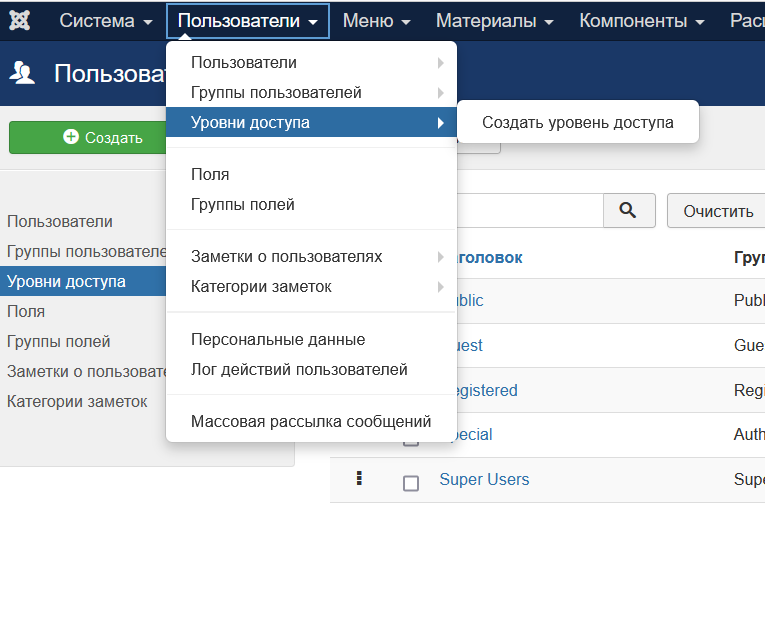 Система Пользователи Меню Материалы Компоненты
Пользователи
Группы пользователей
Уровни доступа
Создать уровень доступа
Поля
Группы полей
Заметки о пользователях
Категории заметок
Персональные данные
Лог действий пользователей
Массовая рассылка сообщений
Создать
Пользователи
Группы
Уровни доступа
Поля
Группы полей
Заметки о
Категории заметок
Очистить
Super Users